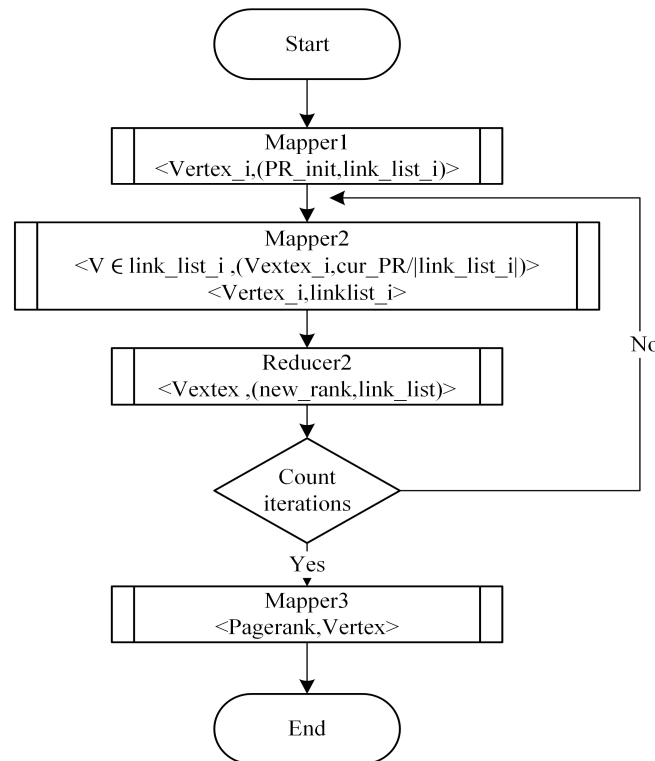 Start
Mapper1
<Vertex_i,(PR_init,link_list_i)>
Mapper2
<V ∈ link_list_i ,(Vextex_i,cur_PR/|link_list_i|)>
<Vertex_i,linklist_i>
Reducer2
<Vextex ,(new_rank,link_list)>
No
Count
iterations
Yes
Mapper3
<Pagerank,Vertex>
End